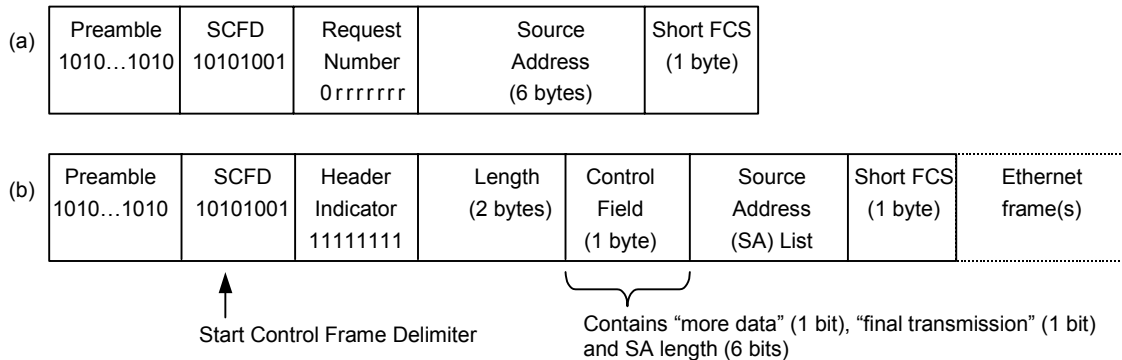 (a)
Preamble SCFD Request Source Short FCS
1010…1010 10101001 Number Address (1 byte)
0rrrrrrr (6 bytes)
(b)
Preamble SCFD Header Length Control Source Short FCS Ethernet
1010…1010 10101001 Indicator (2 bytes) Field Address (1 byte) frame(s)
11111111 (1 byte) (SA) List
Start Control Frame Delimiter
Contains “more data” (1 bit), “final transmission” (1 bit)
and SA length (6 bits)